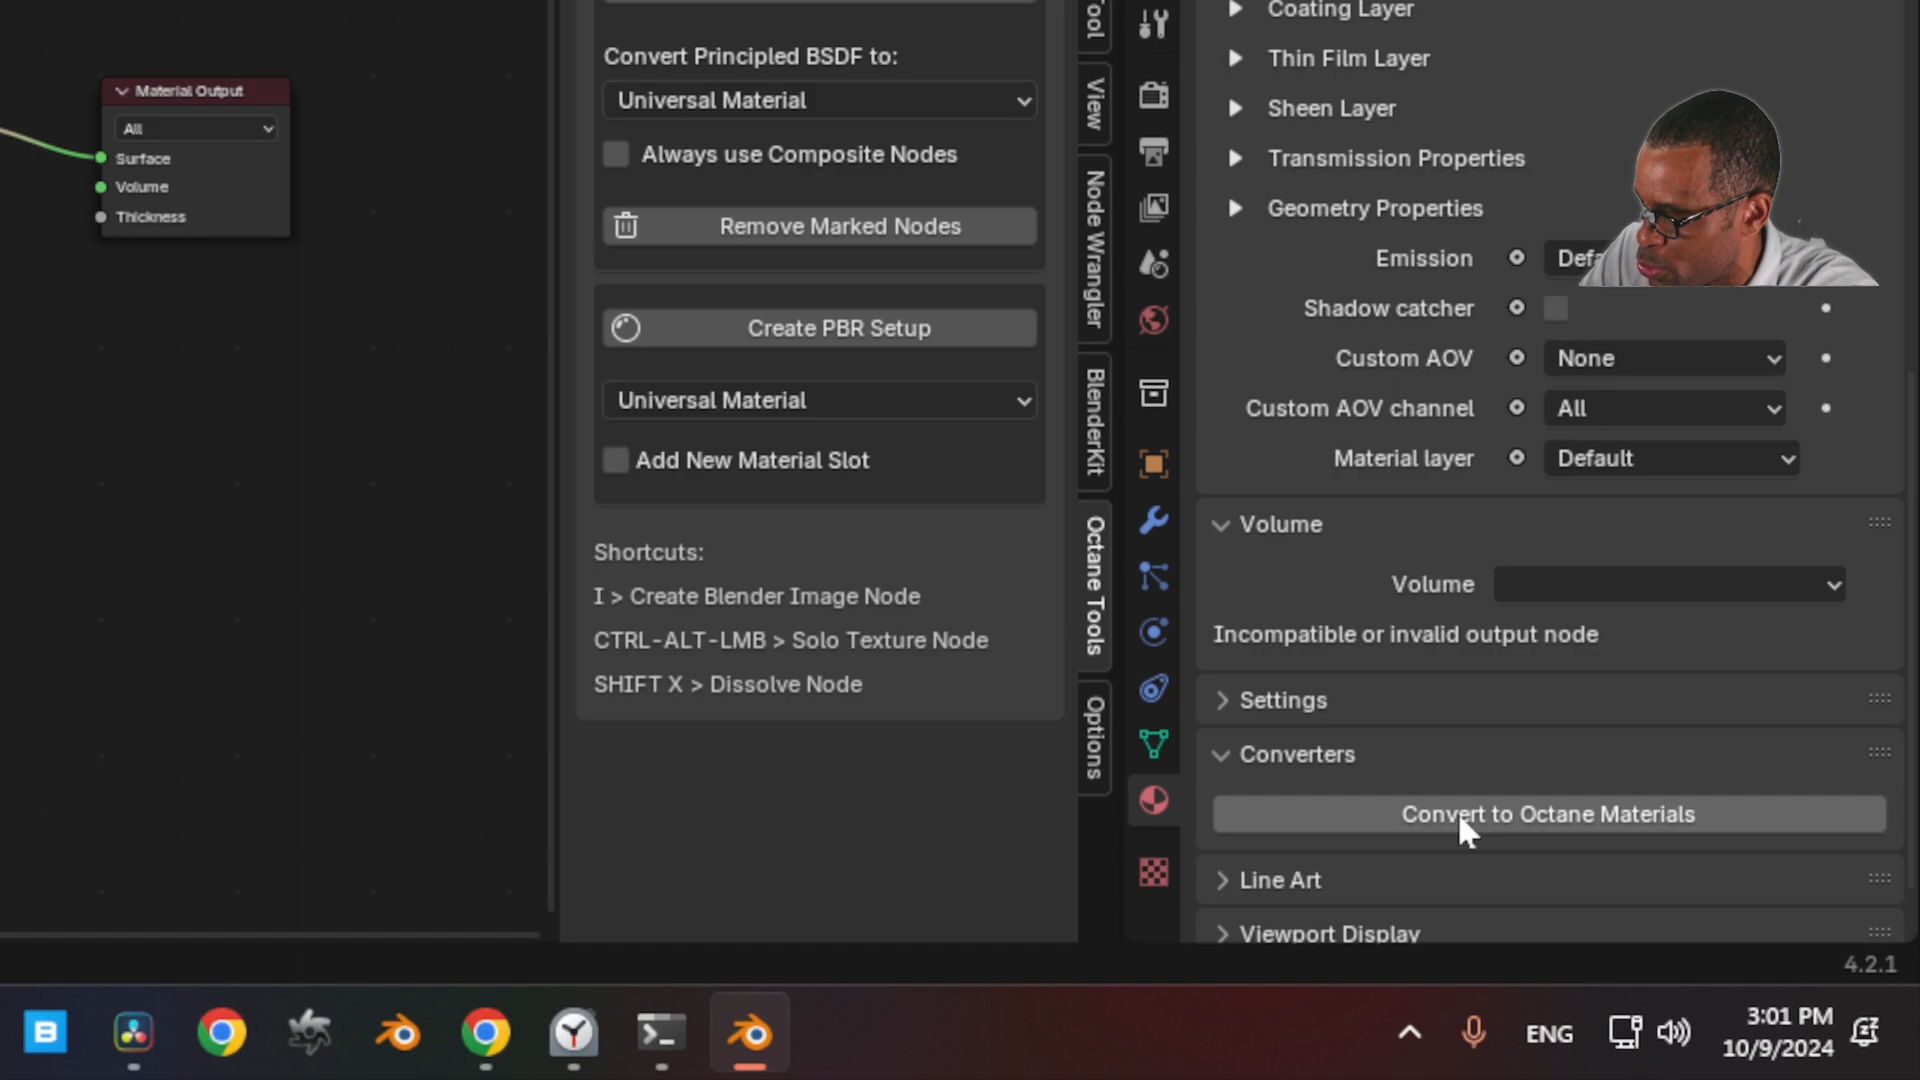 Material Output
All
Surface
Volume
Thickness
Convert Principled BSDF to:
Universal Material
Always use Composite Nodes
Remove Marked Nodes
Create PBR Setup
Universal Material
Add New Material Slot
Shortcuts:
I > Create Blender Image Node
CTRL-ALT-LMB > Solo Texture Node
SHIFT X > Dissolve Node
Tool
View
Node Wrangler
BlenderKit
Octane Tools
Options
Coating Layer
Thin Film Layer
Sheen Layer
Transmission Properties
Geometry Properties
Emission
Shadow catcher
Custom AOV None
Custom AOV channel All
Material layer Default
Volume
Volume
Incompatible or invalid output node
Settings
Converters
Convert to Octane Materials
Line Art
Viewport Display
4.2.1
B
ENG
3:01 PM
10/9/2024